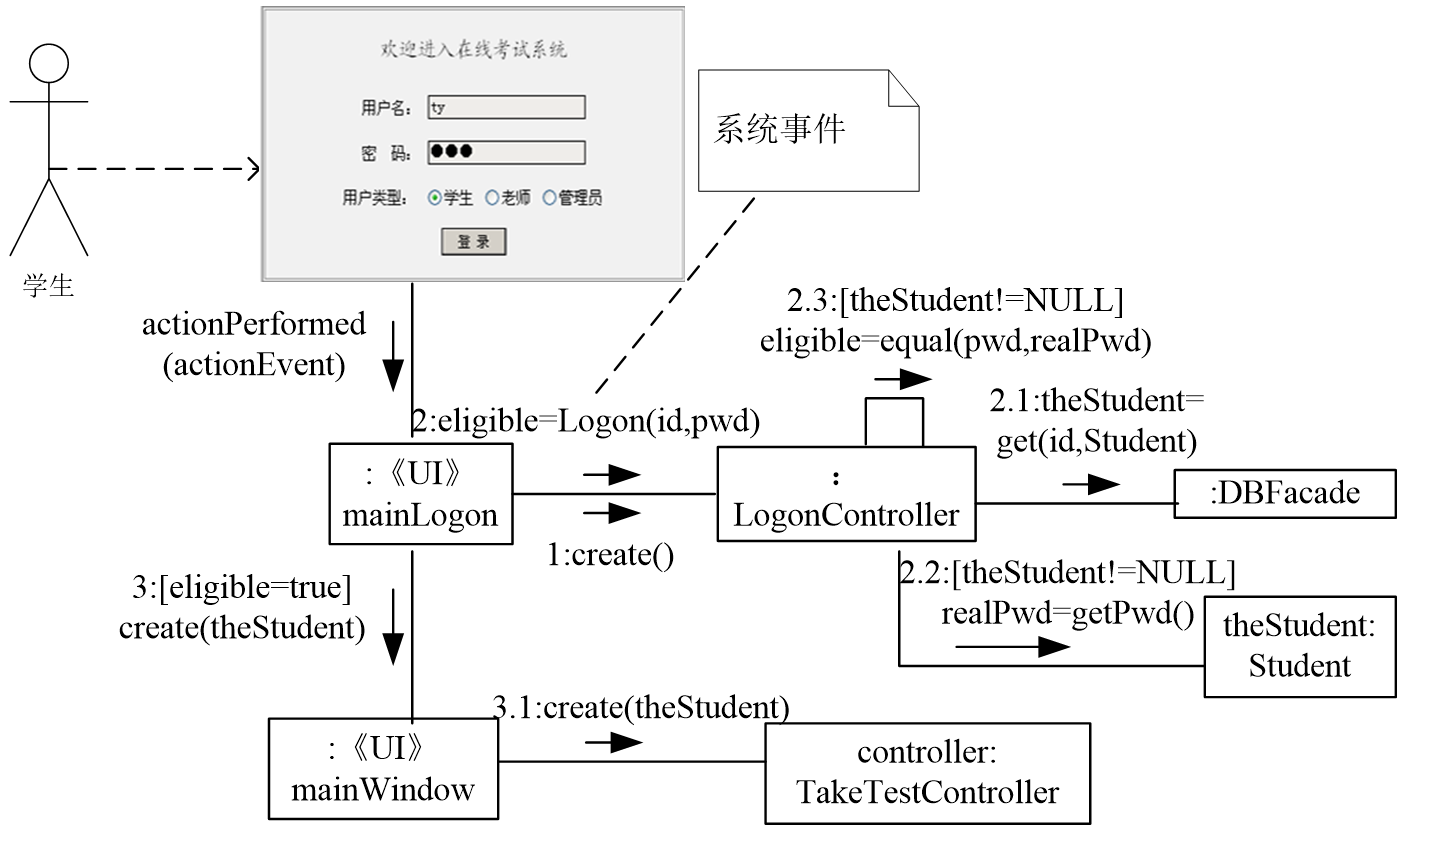 欢迎进入在线考试系统
用户名： ty
密 码： ●●●
用户类型： 学生 老师 管理员
登 录
系统事件
学生
actionPerformed
(actionEvent)
2.3:[theStudent!=NULL]
eligible=equal(pwd,realPwd)
2:eligible=Logon(id,pwd)
2.1:theStudent=
get(id,Student)
:《UI》
mainLogon
:
LogonController
:DBFacade
1:create()
3:[eligible=true]
create(theStudent)
2.2:[theStudent!=NULL]
realPwd=getPwd()
theStudent:
Student
3.1:create(theStudent)
:《UI》
mainWindow
controller:
TakeTestController